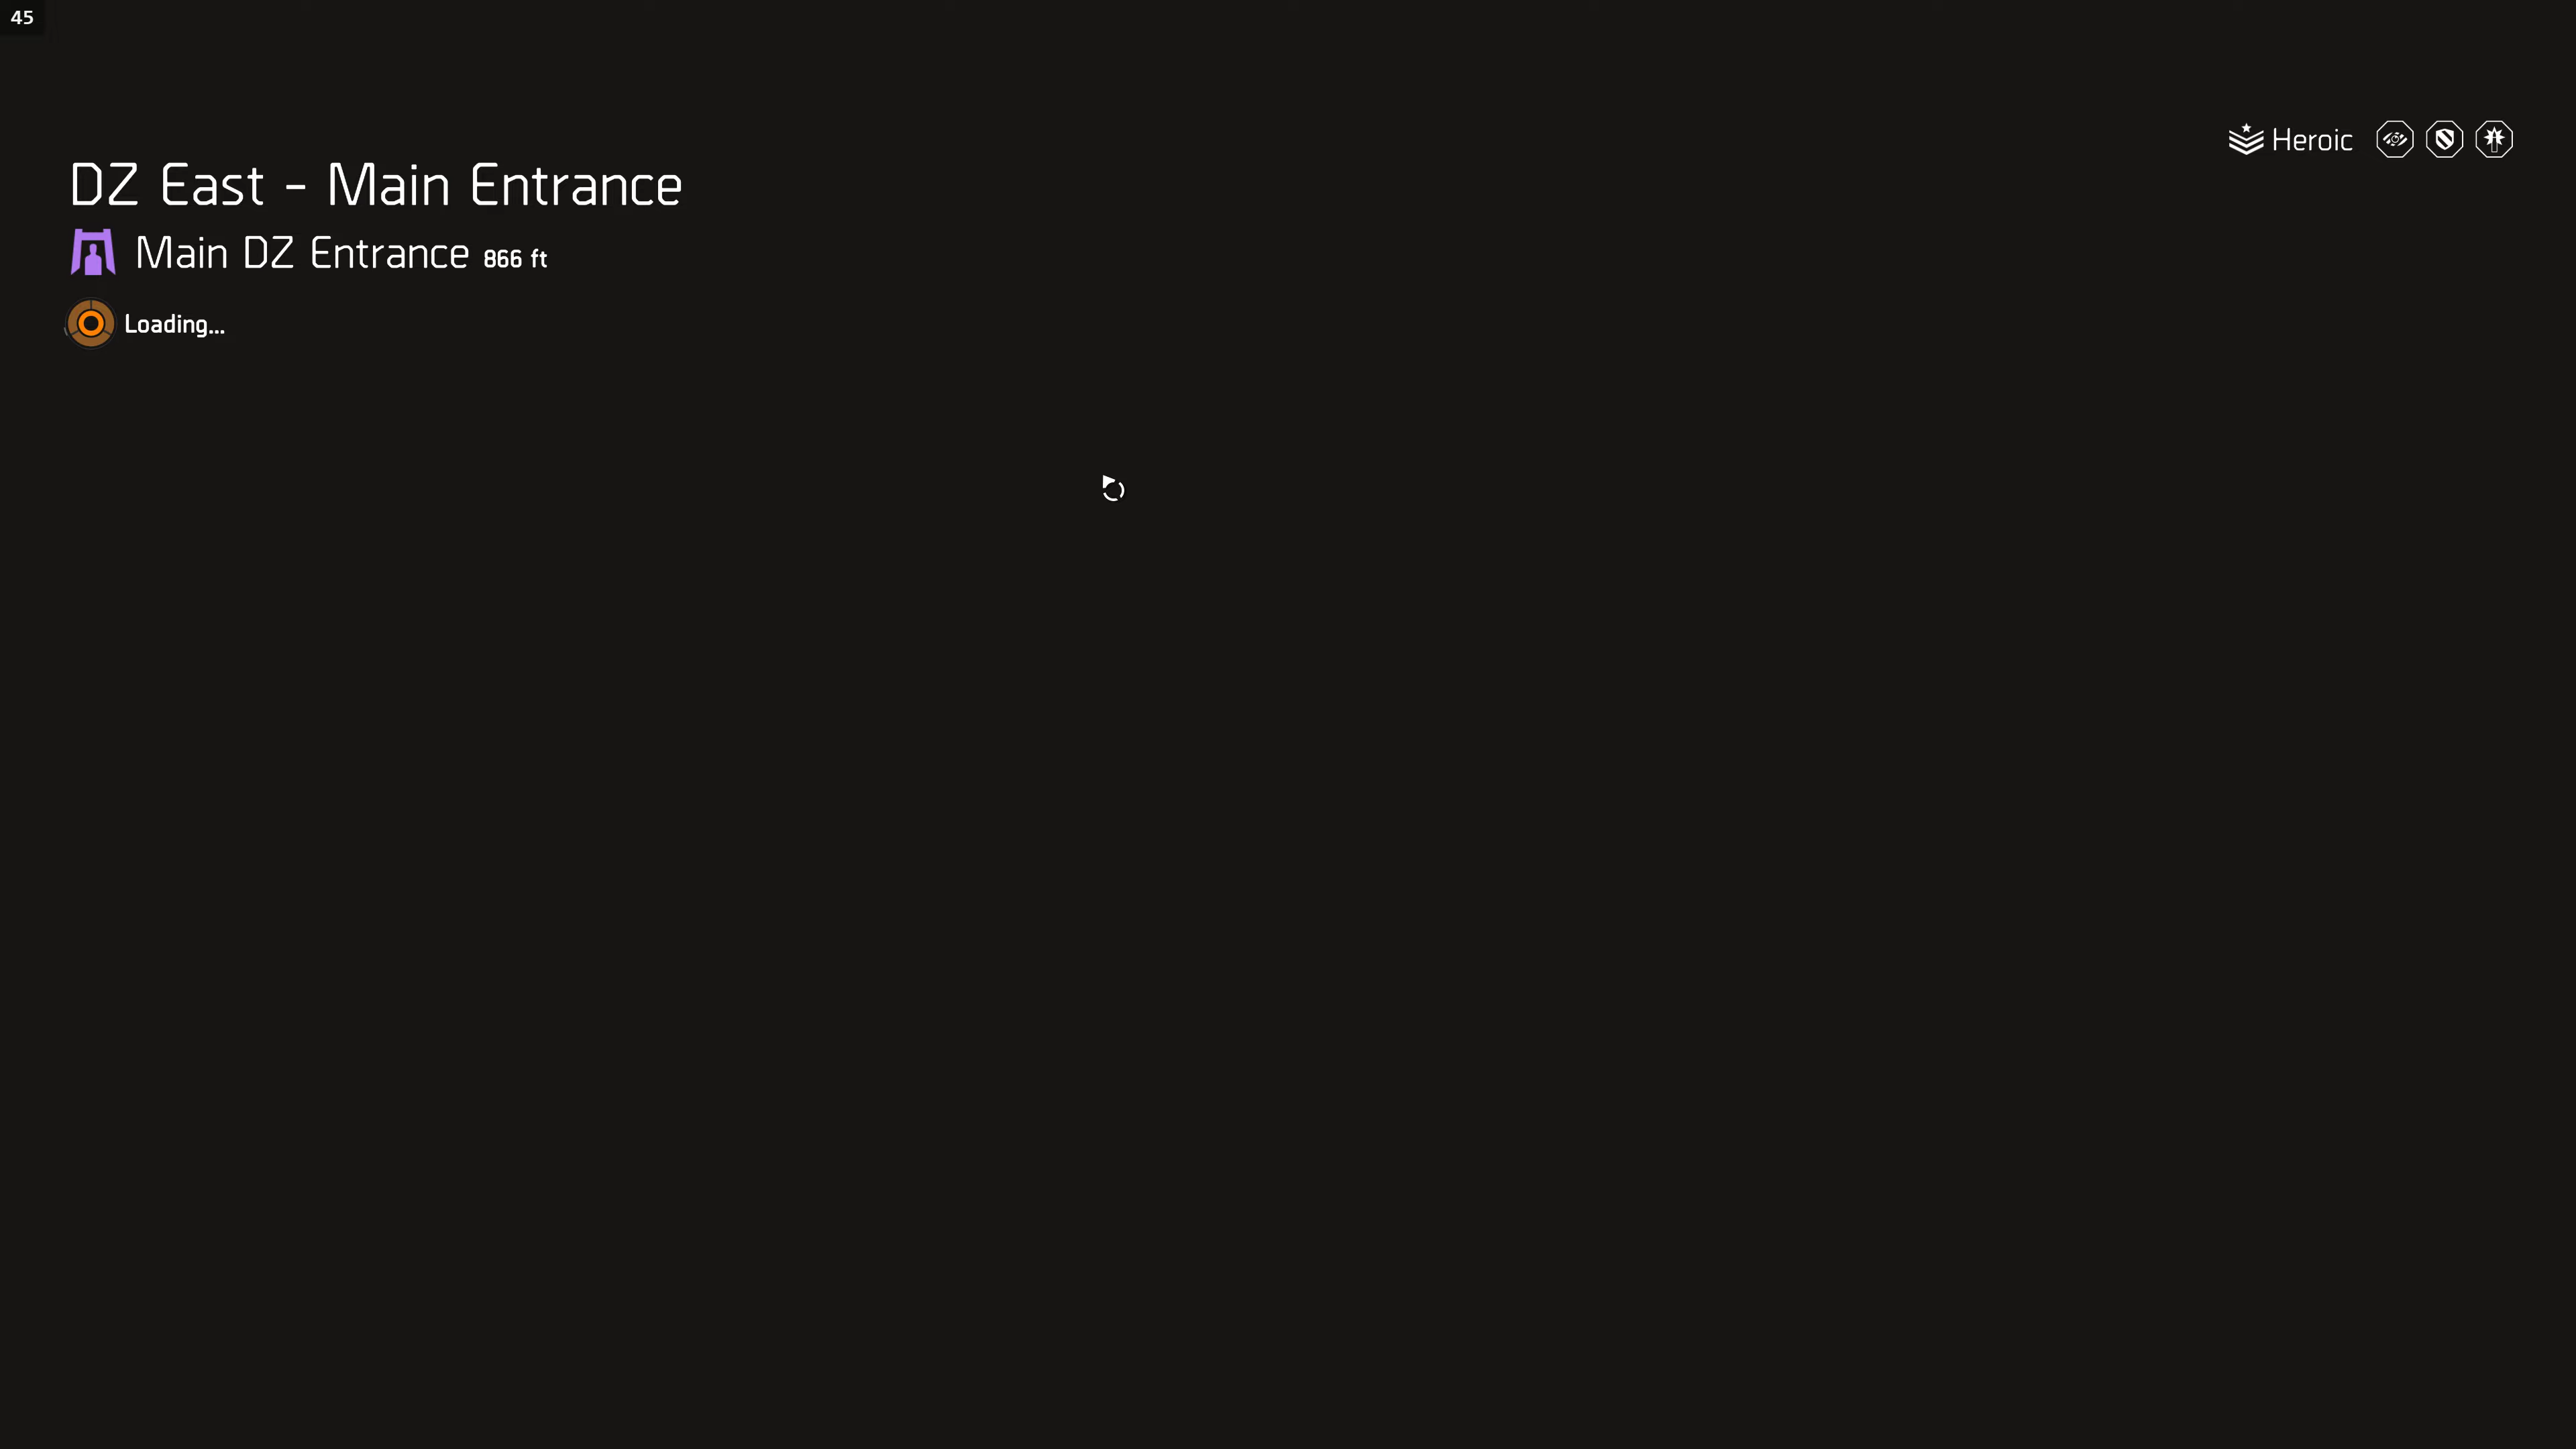 45
Heroic
DZ East - Main Entrance
Main DZ Entrance 866 ft
Loading...